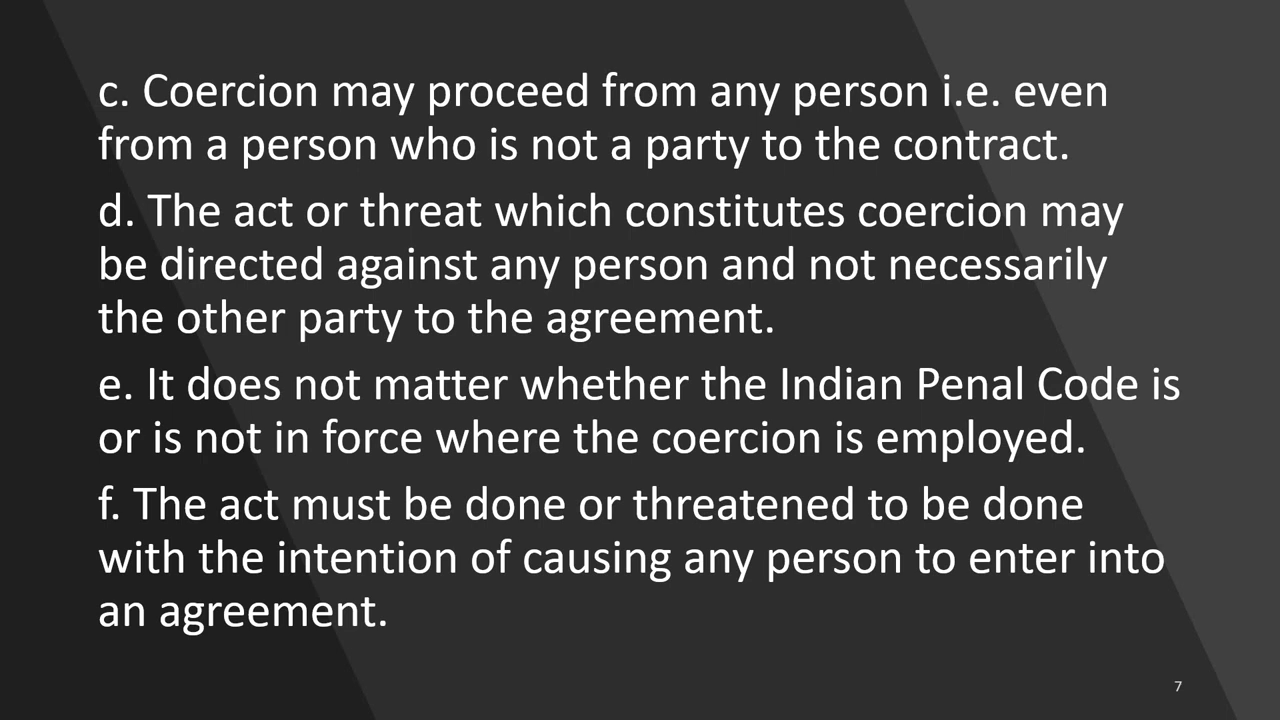 c. Coercion may proceed from any person i.e. even
from a person who is not a party to the contract.
d. The act or threat which constitutes coercion may
be directed against any person and not necessarily
the other party to the agreement.
e. It does not matter whether the Indian Penal Code is
or is not in force where the coercion is employed.
f. The act must be done or threatened to be done
with the intention of causing any person to enter into
an agreement.
7